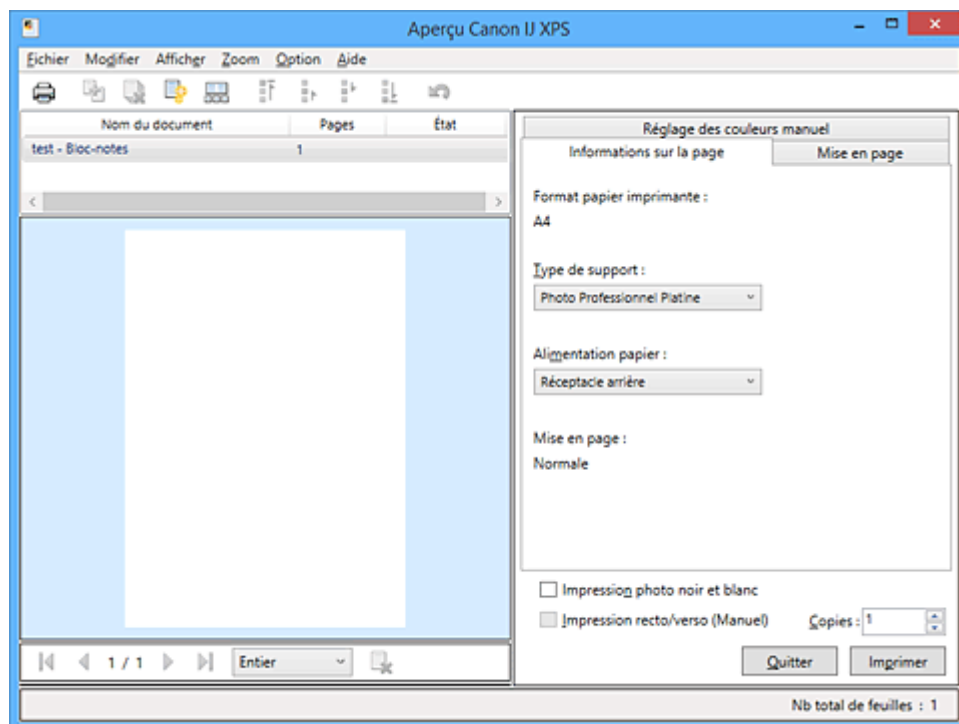 Aperçu Canon IJ XPS
Fichier Modifier Afficher Zoom Option Aide
Nom du document Pages État
test - Bloc-notes 1
1 / 1 Entier
Réglage des couleurs manuel
Informations sur la page Mise en page
Format papier imprimante :
A4
Type de support :
Photo Professionnel Platine
Alimentation papier :
Réceptacle arrière
Mise en page :
Normale
Impression photo noir et blanc
Impression recto/verso (Manuel) Copies : 1
Quitter Imprimer
Nb total de feuilles : 1